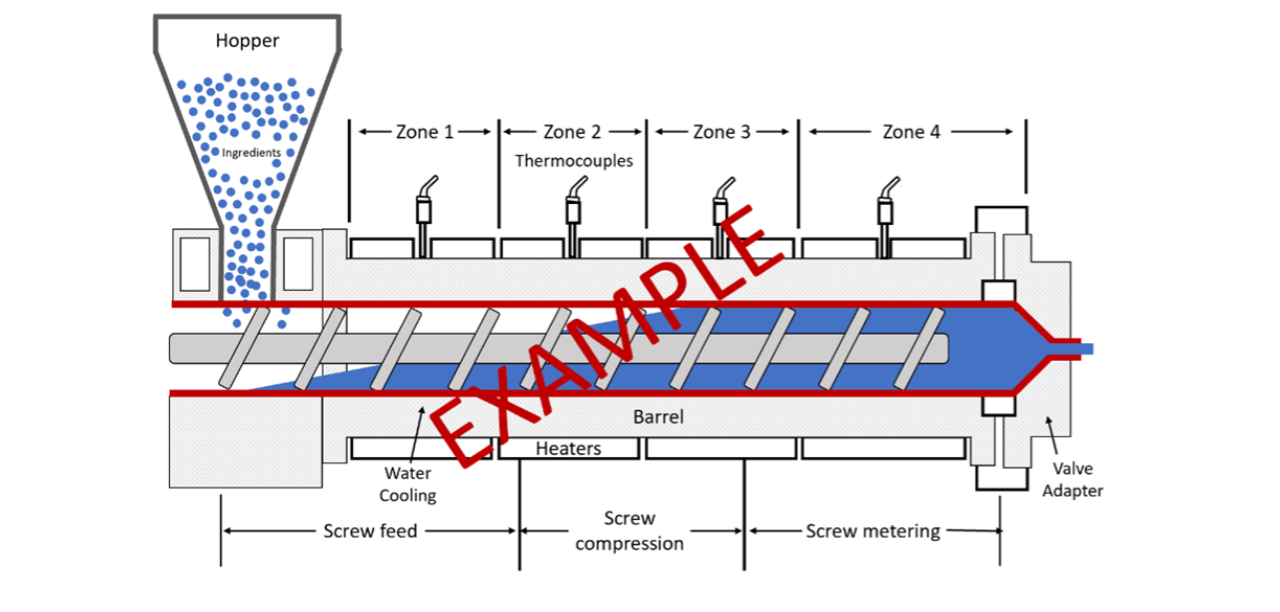 Hopper
Ingredients
Zone 1
Zone 2
Zone 3
Zone 4
Thermocouples
EXAMPLE
Barrel
Heaters
Water
Cooling
Valve
Adapter
Screw feed
Screw
compression
Screw metering